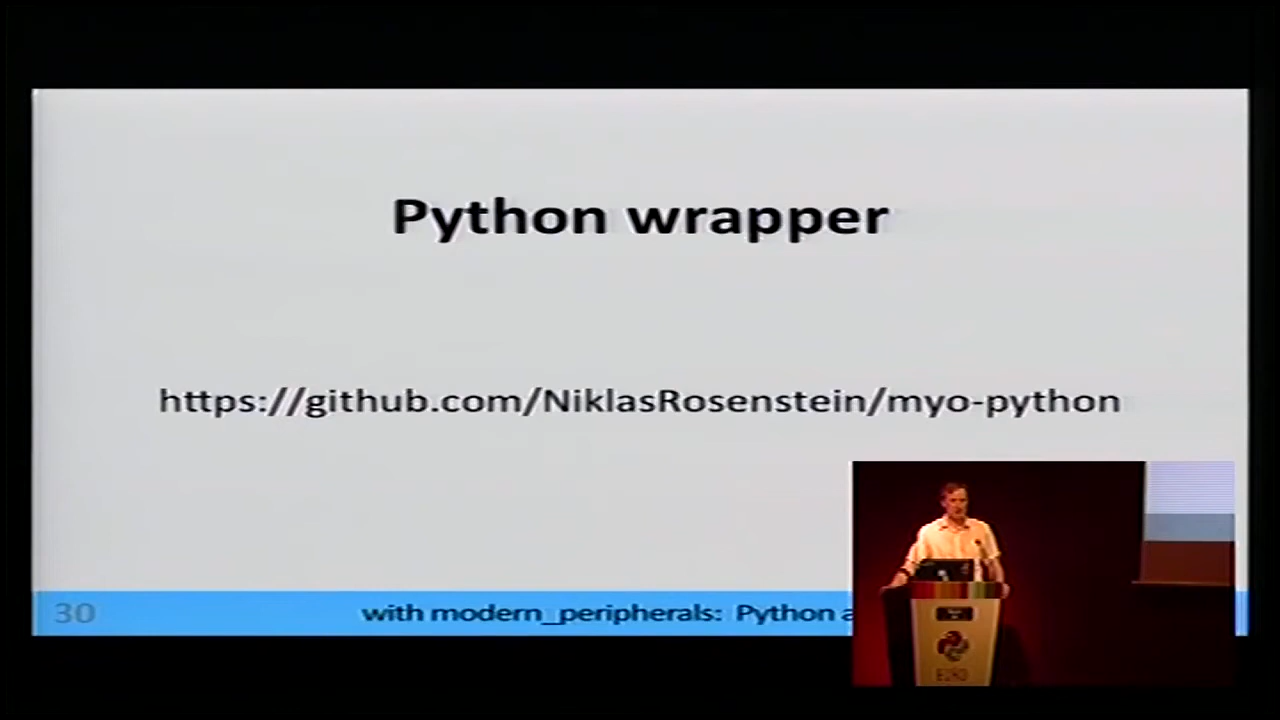 Python wrapper
https://github.com/NiklasRosenstein/myo-python
30
with modern_peripherals: Python a